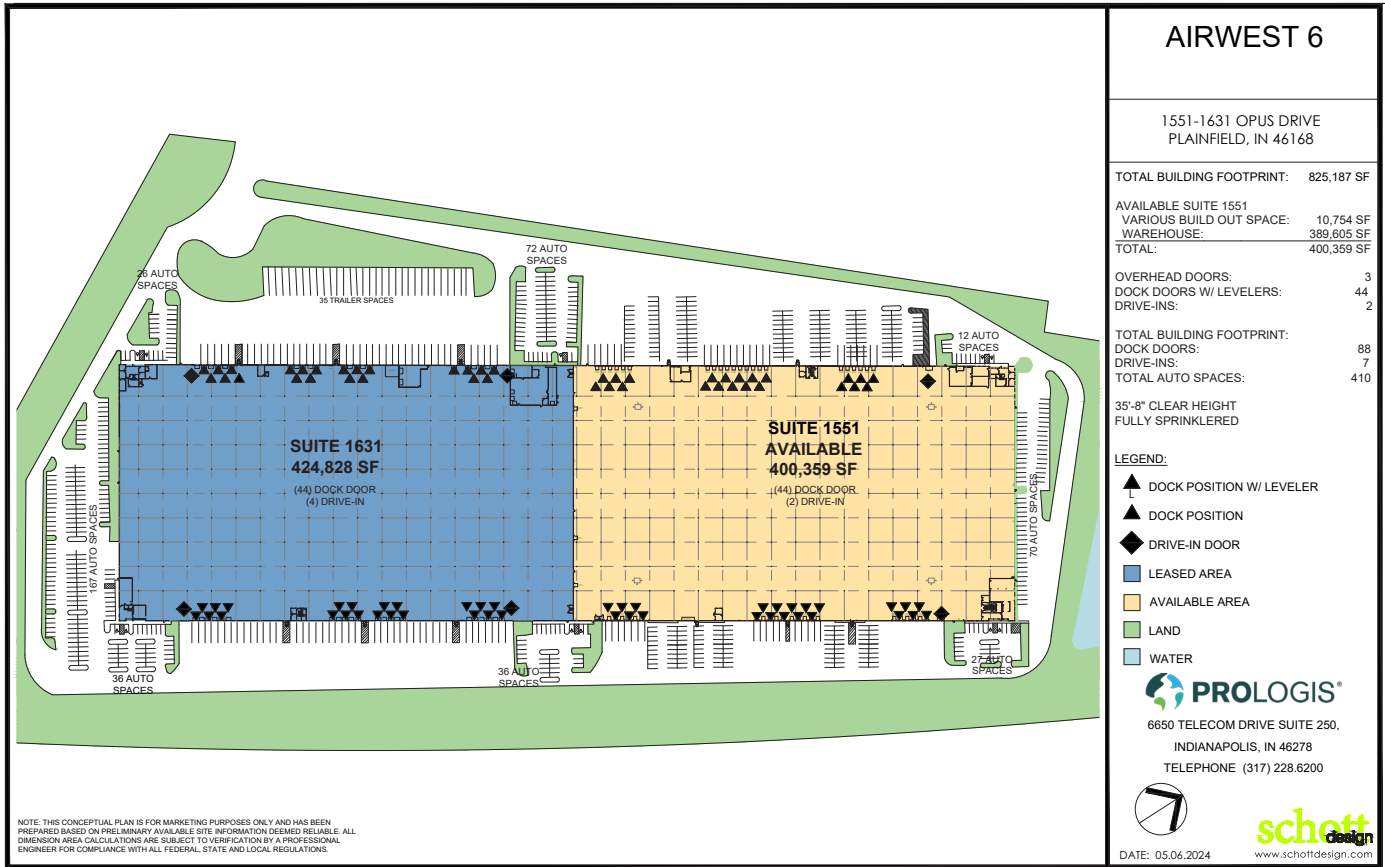 AIRWEST 6
1551-1631 OPUS DRIVE
PLAINFIELD, IN 46168
TOTAL BUILDING FOOTPRINT: 825,187 SF
AVAILABLE SUITE 1551
VARIOUS BUILD OUT SPACE: 10,754 SF
WAREHOUSE: 389,605 SF
TOTAL: 400,359 SF
OVERHEAD DOORS: 3
DOCK DOORS W/ LEVELERS: 44
DRIVE-INS: 2
TOTAL BUILDING FOOTPRINT:
DOCK DOORS: 88
DRIVE-INS: 7
TOTAL AUTO SPACES: 410
35'-8" CLEAR HEIGHT
FULLY SPRINKLERED
LEGEND:
L
DOCK POSITION W/ LEVELER
DOCK POSITION
DRIVE-IN DOOR
LEASED AREA
AVAILABLE AREA
LAND
WATER
PROLOGIS®
6650 TELECOM DRIVE SUITE 250,
INDIANAPOLIS, IN 46278
TELEPHONE (317) 228.6200
DATE: 05.06.2024
schott
design
www.schottdesign.com
72 AUTO
SPACES
26 AUTO
SPACES
35 TRAILER SPACES
12 AUTO
SPACES
SUITE 1631
424,828 SF
(44) DOCK DOOR
(4) DRIVE-IN
SUITE 1551
AVAILABLE
400,359 SF
(44) DOCK DOOR
(2) DRIVE-IN
167 AUTO SPACES
70 AUTO SPACES
36 AUTO
SPACES
36 AUTO
SPACES
27 AUTO
SPACES
NOTE: THIS CONCEPTUAL PLAN IS FOR MARKETING PURPOSES ONLY AND HAS BEEN
PREPARED BASED ON PRELIMINARY AVAILABLE SITE INFORMATION DEEMED RELIABLE. ALL
DIMENSION AREA CALCULATIONS ARE SUBJECT TO VERIFICATION BY A PROFESSIONAL
ENGINEER FOR COMPLIANCE WITH ALL FEDERAL, STATE AND LOCAL REGULATIONS.